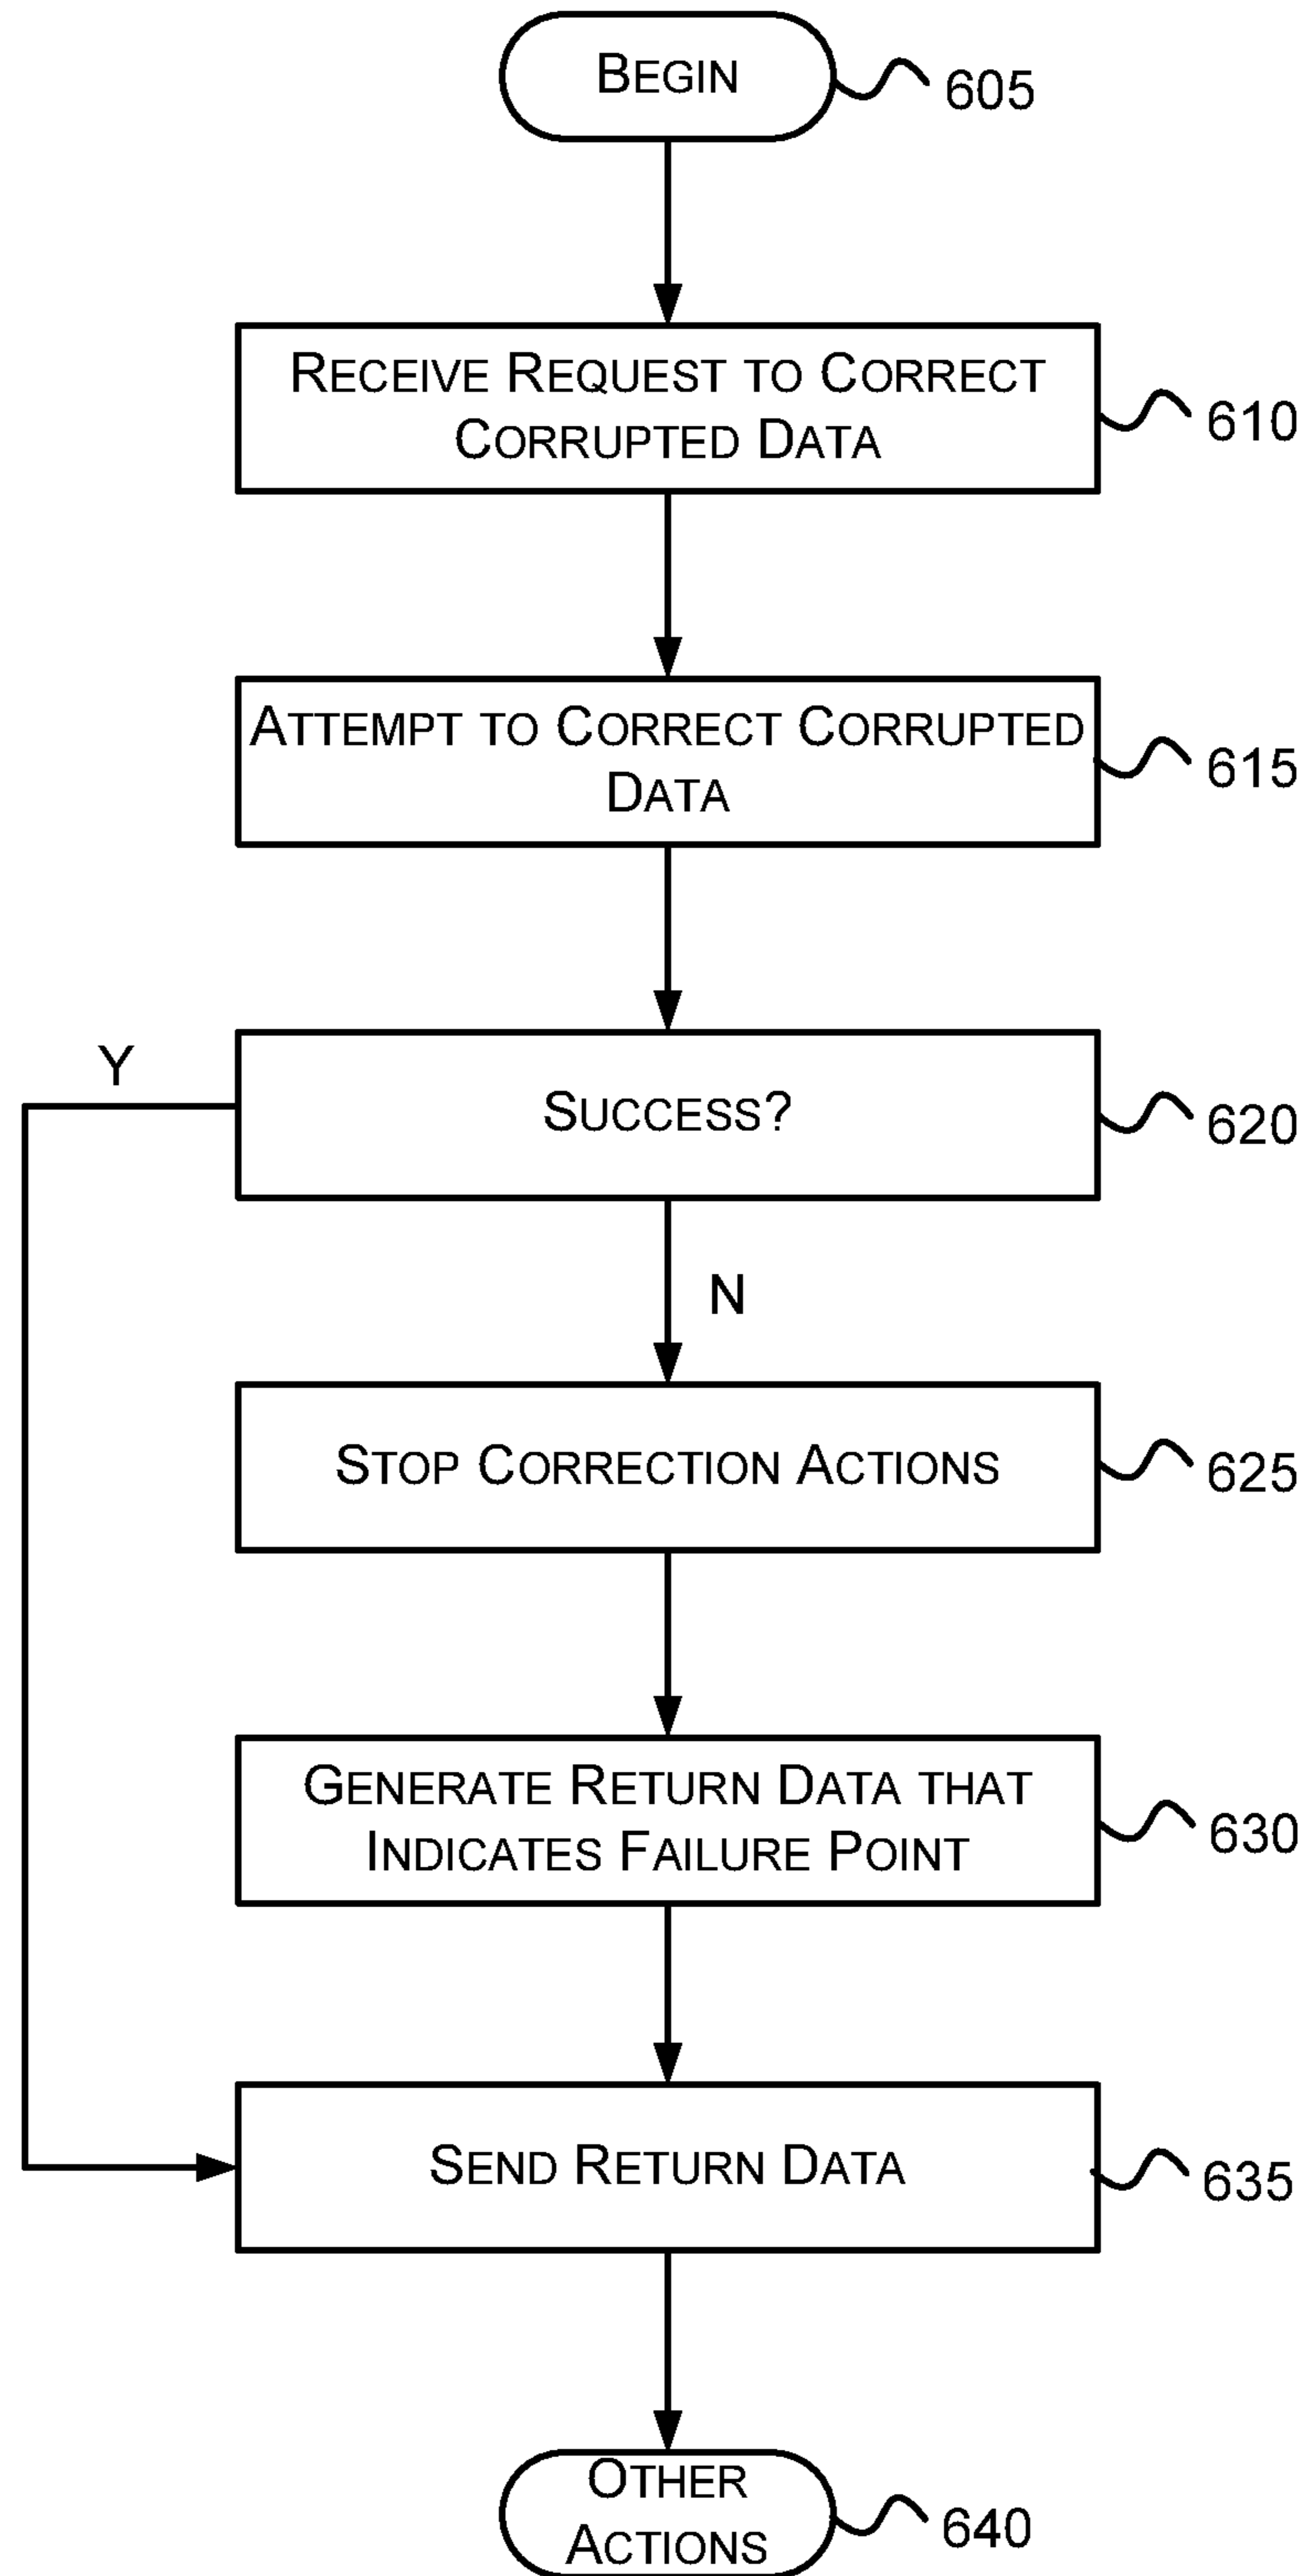 BEGIN
605
RECEIVE REQUEST TO CORRECT
CORRUPTED DATA
610
ATTEMPT TO CORRECT CORRUPTED
DATA
615
Y
SUCCESS?
620
N
STOP CORRECTION ACTIONS
625
GENERATE RETURN DATA THAT
INDICATES FAILURE POINT
630
SEND RETURN DATA
635
OTHER
ACTIONS
640